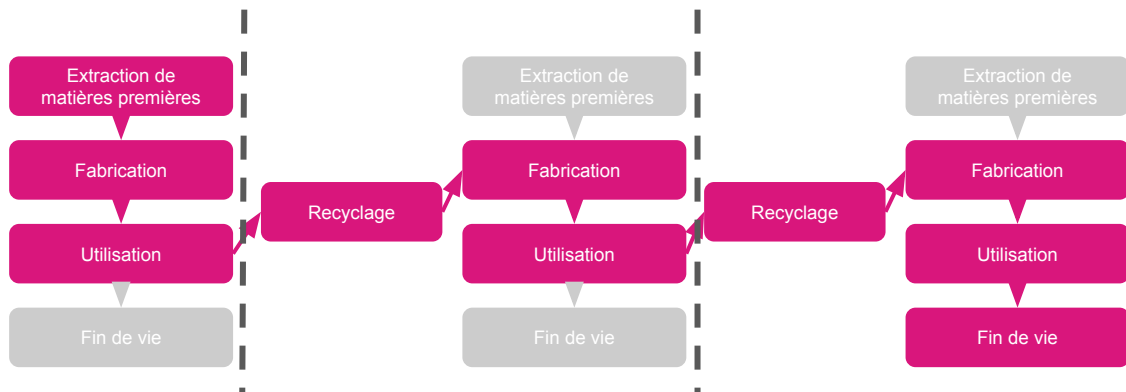 Extraction de
matières premières
Fabrication
Utilisation
Fin de vie
Recyclage
Extraction de
matières premières
Fabrication
Utilisation
Fin de vie
Recyclage
Extraction de
matières premières
Fabrication
Utilisation
Fin de vie